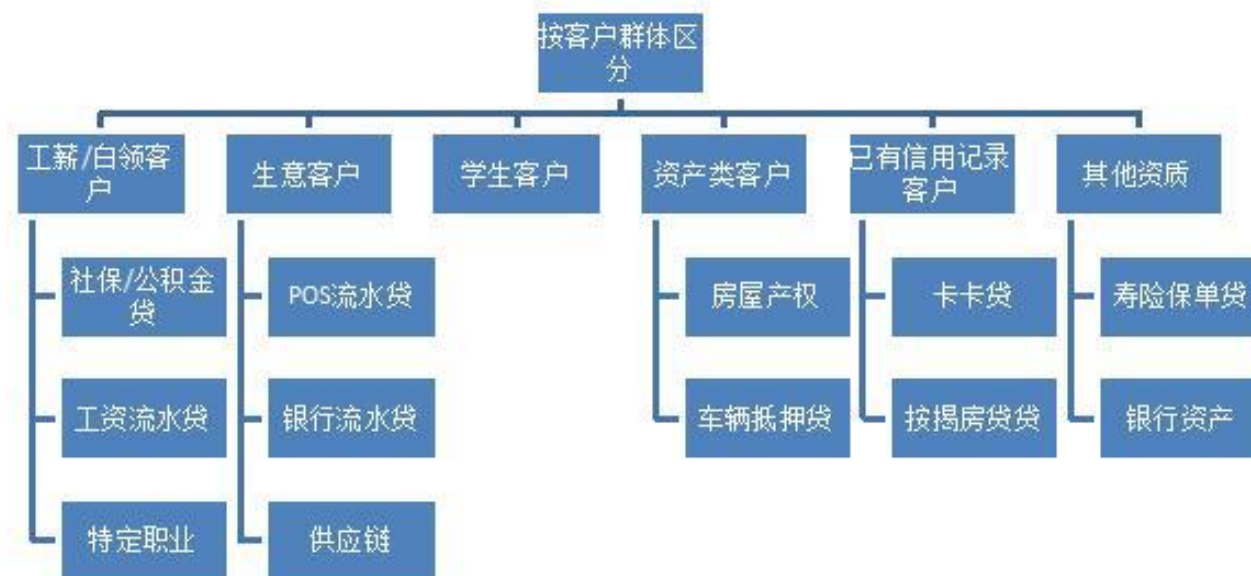 按客户群体区
分
工薪/白领客
户
生意客户
学生客户
资产类客户
已有信用记录
客户
其他资质
社保/公积金
贷
POS流水贷
房屋产权
卡卡贷
寿险保单贷
工资流水贷
银行流水贷
车辆抵押贷
按揭房贷贷
银行资产
特定职业
供应链